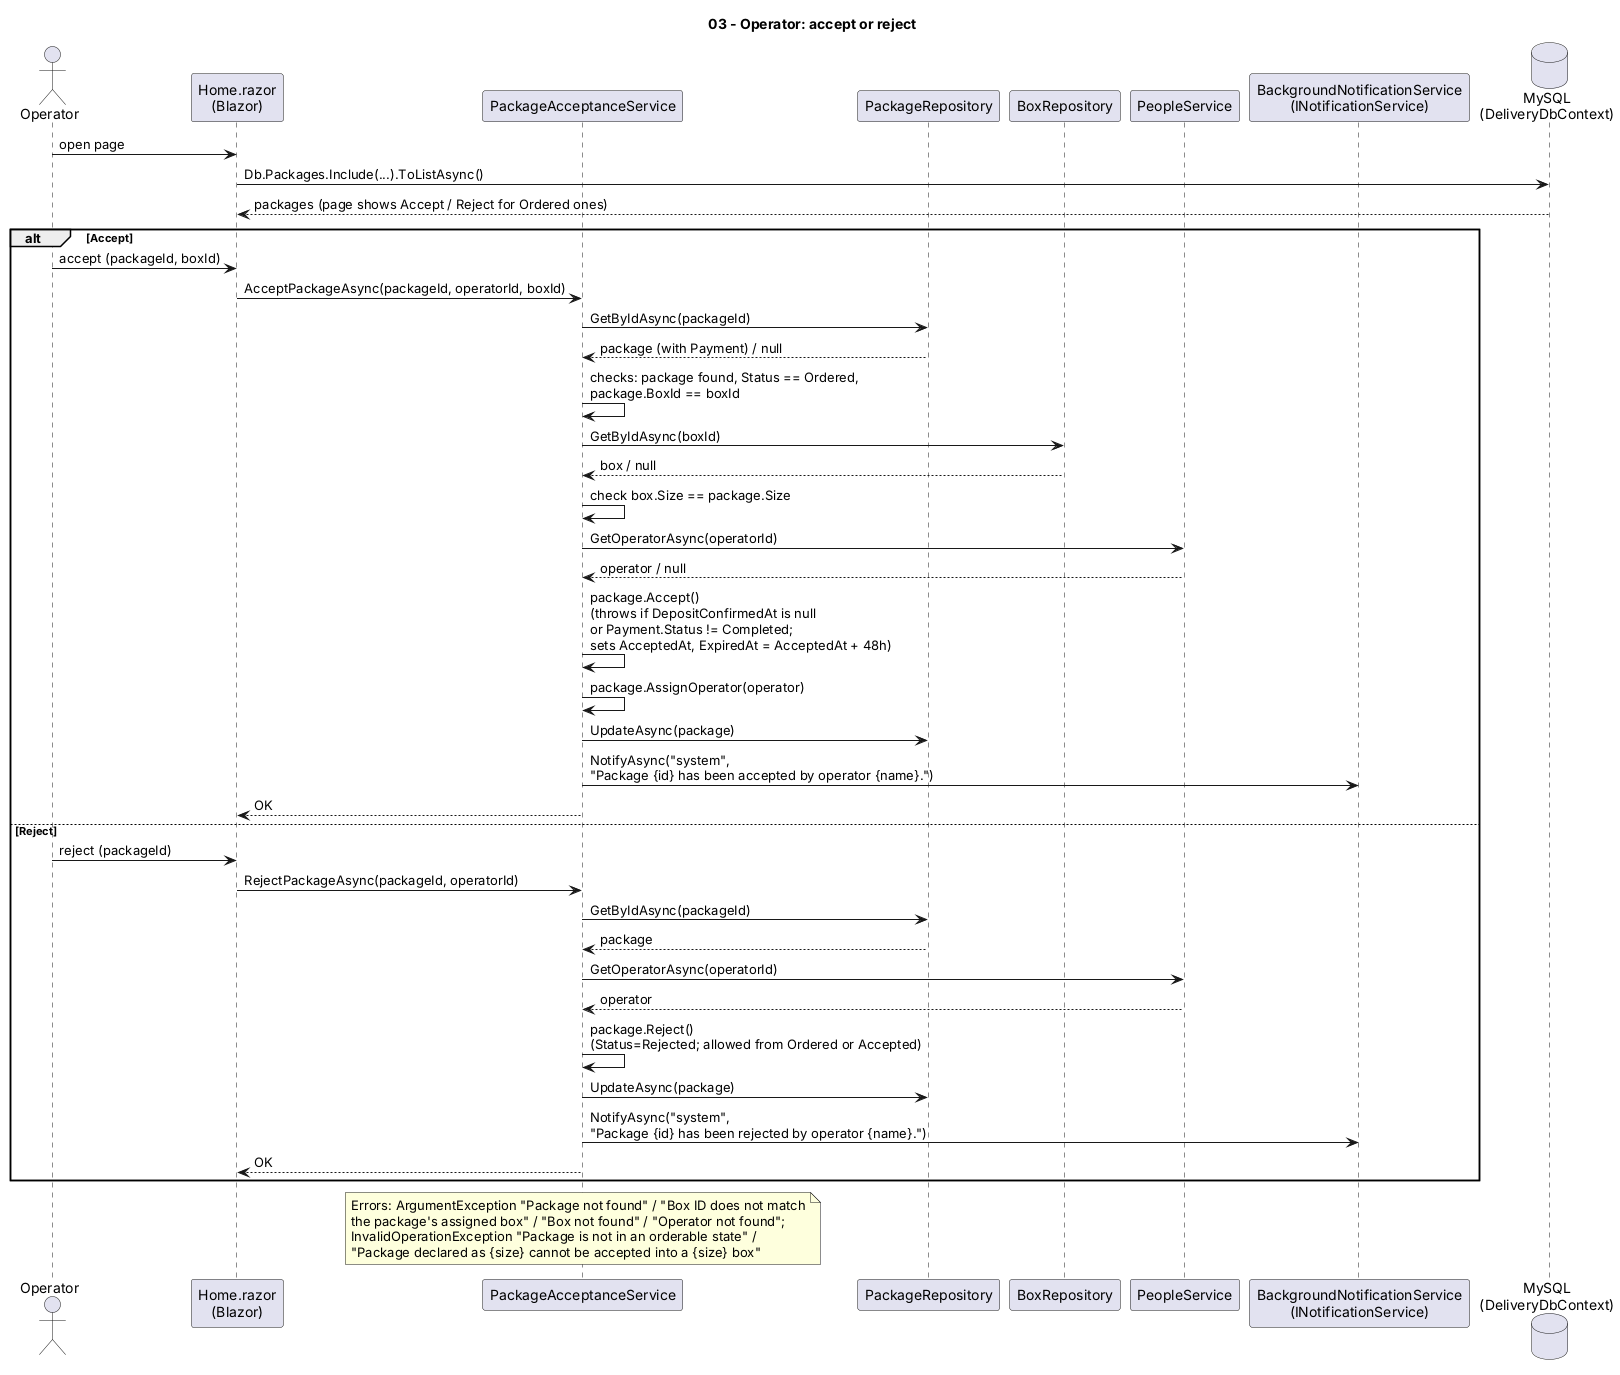 03 - Operator: accept or reject
Operator
Home.razor
(Blazor)
PackageAcceptanceService
PackageRepository
BoxRepository
PeopleService
BackgroundNotificationService
(INotificationService)
MySQL
(DeliveryDbContext)
open page
Db.Packages.Include(...).ToListAsync()
packages (page shows Accept / Reject for Ordered ones)
alt
[Accept]
accept (packageId, boxId)
AcceptPackageAsync(packageId, operatorId, boxId)
GetByIdAsync(packageId)
package (with Payment) / null
checks: package found, Status == Ordered,
package.BoxId == boxId
GetByIdAsync(boxId)
box / null
check box.Size == package.Size
GetOperatorAsync(operatorId)
operator / null
package.Accept()
(throws if DepositConfirmedAt is null
or Payment.Status != Completed;
sets AcceptedAt, ExpiredAt = AcceptedAt + 48h)
package.AssignOperator(operator)
UpdateAsync(package)
NotifyAsync("system",
"Package {id} has been accepted by operator {name}.")
OK
[Reject]
reject (packageId)
RejectPackageAsync(packageId, operatorId)
GetByIdAsync(packageId)
package
GetOperatorAsync(operatorId)
operator
package.Reject()
(Status=Rejected; allowed from Ordered or Accepted)
UpdateAsync(package)
NotifyAsync("system",
"Package {id} has been rejected by operator {name}.")
OK
Errors: ArgumentException "Package not found" / "Box ID does not match
the package's assigned box" / "Box not found" / "Operator not found";
InvalidOperationException "Package is not in an orderable state" /
"Package declared as {size} cannot be accepted into a {size} box"
Operator
Home.razor
(Blazor)
PackageAcceptanceService
PackageRepository
BoxRepository
PeopleService
BackgroundNotificationService
(INotificationService)
MySQL
(DeliveryDbContext)